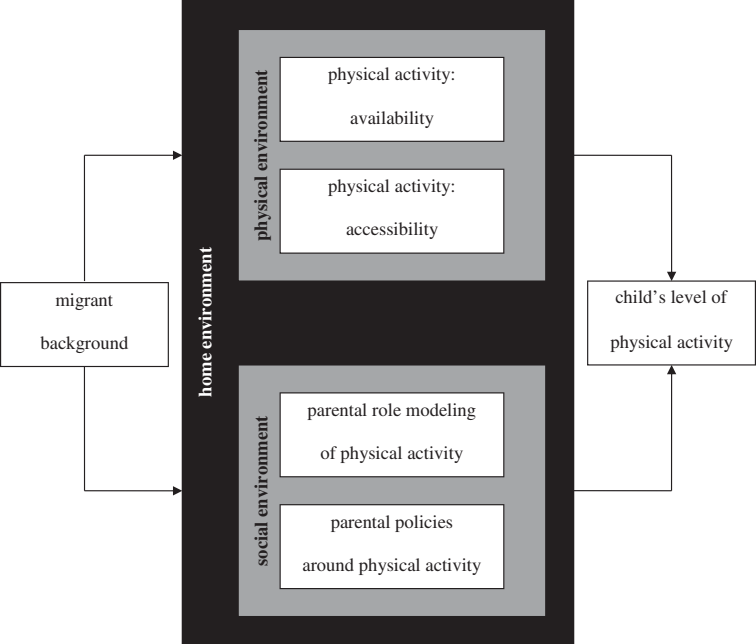 migrant
background
home environment
physical environment
physical activity:
availability
physical activity:
accessibility
social environment
parental role modeling
of physical activity
parental policies
around physical activity
child's level of
physical activity